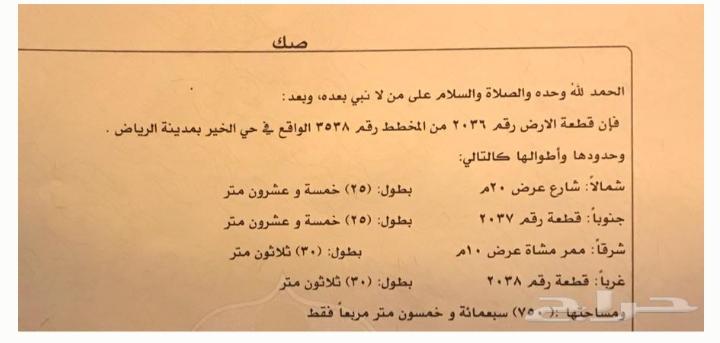 صك
الحمد لله وحده والصلاة والسلام على من لا نبي بعده، وبعد:
فإن قطعة الارض رقم ٢٠٣٦ من المخطط رقم ٣٥٣٨ الواقع في حي الخير بمدينة الرياض .
وحدودها وأطوالها كالتالي:
شمالاً: شارع عرض ٢٠م بطول: (٢٥) خمسة و عشرون متر
جنوباً: قطعة رقم ٢٠٣٧ بطول: (٢٥) خمسة و عشرون متر
شرقاً: ممر مشاة عرض ١٠م بطول: (٣٠) ثلاثون متر
غرباً: قطعة رقم ٢٠٣٨ بطول: (٣٠) ثلاثون متر
ومساحتها :(٧٥٠) سبعمائة و خمسون متر مربعاً فقط
حراج